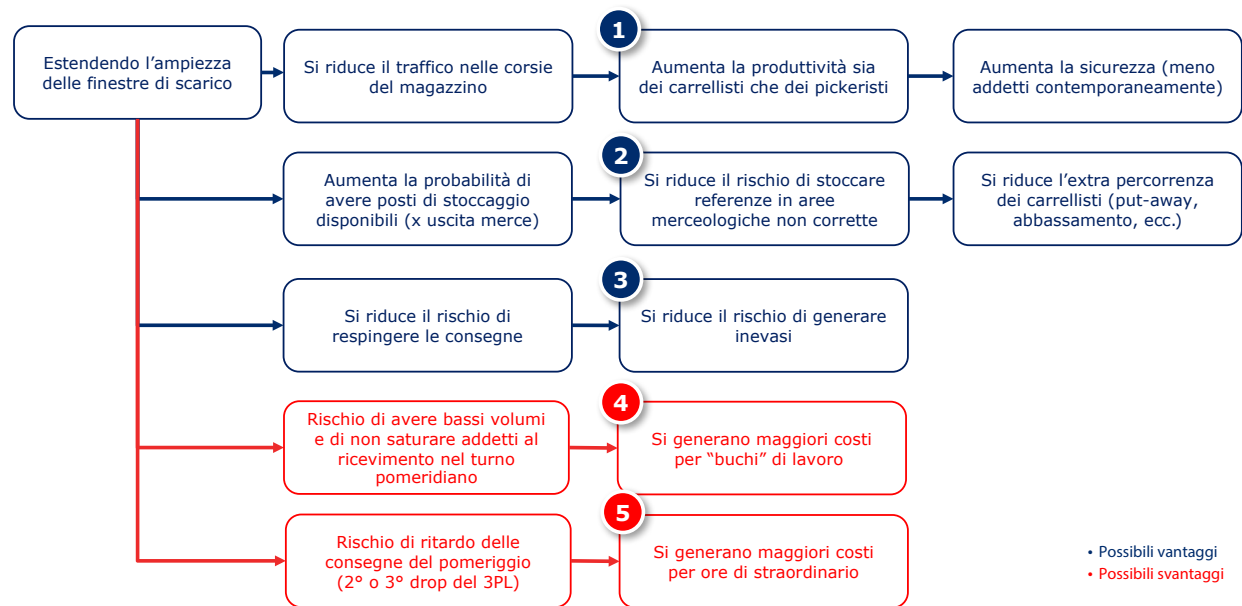 Estendendo l'ampiezza
delle finestre di scarico
Si riduce il traffico nelle corsie
del magazzino
1
Aumenta la produttività sia
dei carrellisti che dei pickeristi
Aumenta la sicurezza (meno
addetti contemporaneamente)
Aumenta la probabilità di
avere posti di stoccaggio
disponibili (x uscita merce)
2
Si riduce il rischio di stoccare
referenze in aree
merceologiche non corrette
Si riduce l'extra percorrenza
dei carrellisti (put-away,
abbassamento, ecc.)
Si riduce il rischio di
respingere le consegne
3
Si riduce il rischio di generare
inevasi
Rischio di avere bassi volumi
e di non saturare addetti al
ricevimento nel turno
pomeridiano
4
Si generano maggiori costi
per “buchi” di lavoro
Rischio di ritardo delle
consegne del pomeriggio
(2° o 3° drop del 3PL)
5
Si generano maggiori costi
per ore di straordinario
• Possibili vantaggi
• Possibili svantaggi